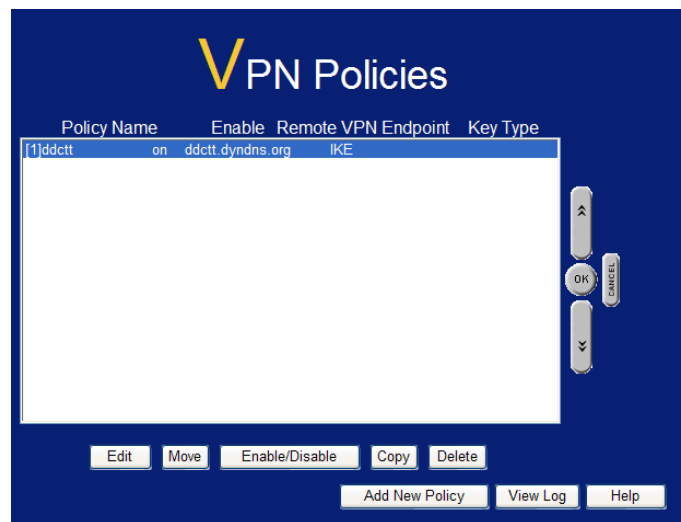 VPN Policies
Policy Name Enable Remote VPN Endpoint Key Type
[1]ddctt on ddctt.dyndns.org IKE
OK
CANCEL
Edit Move Enable/Disable Copy Delete
Add New Policy View Log Help